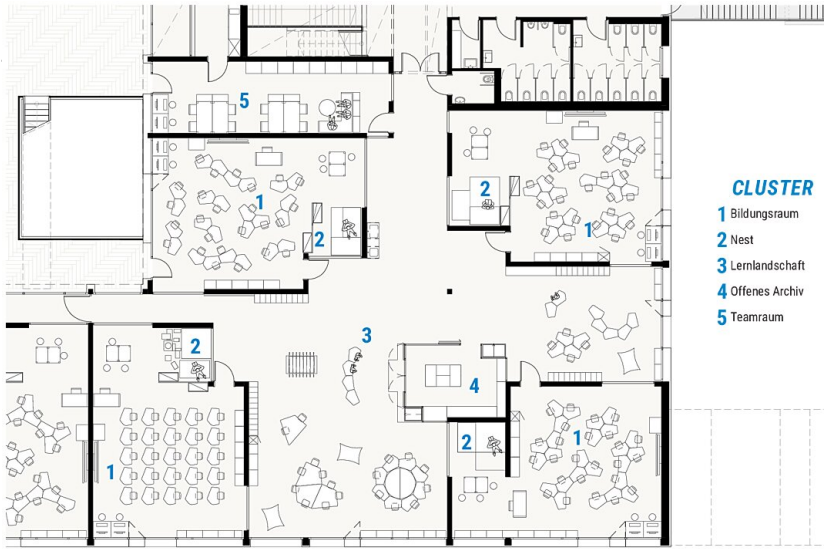 5
1
2
2
1
CLUSTER
1 Bildungsraum
2 Nest
3 Lernlandschaft
4 Offenes Archiv
5 Teamraum
3
2
4
1
2
1